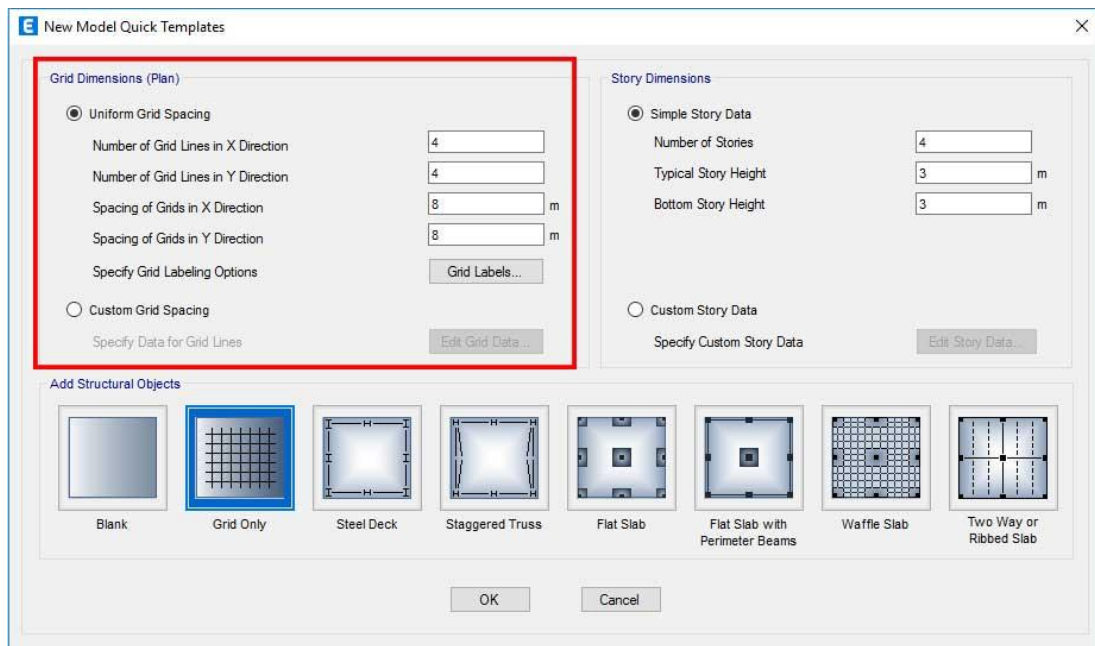 E New Model Quick Templates
Grid Dimensions (Plan)
Uniform Grid Spacing
Number of Grid Lines in X Direction 4
Number of Grid Lines in Y Direction 4
Spacing of Grids in X Direction 8 m
Spacing of Grids in Y Direction 8 m
Specify Grid Labeling Options Grid Labels...
Custom Grid Spacing
Specify Data for Grid Lines Edit Grid Data...
Story Dimensions
Simple Story Data
Number of Stories 4
Typical Story Height 3 m
Bottom Story Height 3 m
Custom Story Data
Specify Custom Story Data Edit Story Data...
Add Structural Objects
Blank
Grid Only
Steel Deck
Staggered Truss
Flat Slab
Flat Slab with
Perimeter Beams
Waffle Slab
Two Way or
Ribbed Slab
OK Cancel